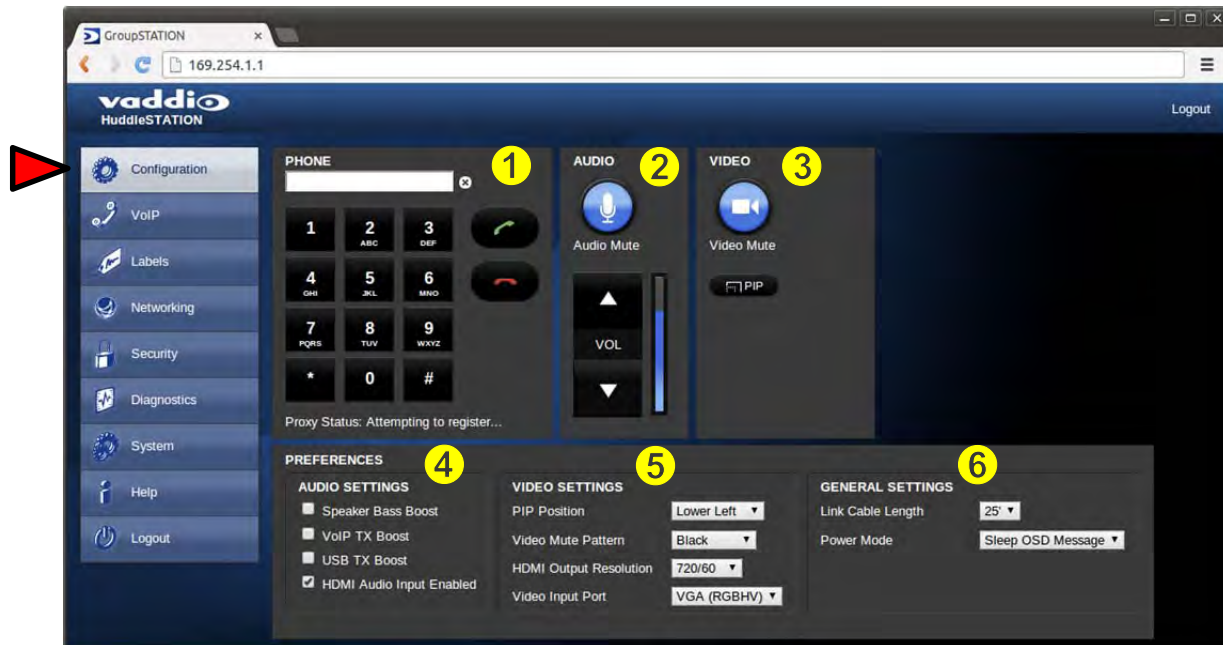 GroupSTATION
169.254.1.1
vaddio
HuddleSTATION
Logout
Configuration
VoIP
Labels
Networking
Security
Diagnostics
System
Help
Logout
PHONE
1
1
2
ABC
3
DEF
4
GHI
5
JKL
6
MNO
7
PQRS
8
TUV
9
WXYZ
*
0
#
Proxy Status: Attempting to register...
AUDIO
2
Audio Mute
VOL
VIDEO
3
Video Mute
PIP
PREFERENCES
4
AUDIO SETTINGS
Speaker Bass Boost
VoIP TX Boost
USB TX Boost
HDMI Audio Input Enabled
5
VIDEO SETTINGS
PIP Position Lower Left
Video Mute Pattern Black
HDMI Output Resolution 720/60
Video Input Port VGA (RGBHV)
6
GENERAL SETTINGS
Link Cable Length 25'
Power Mode Sleep OSD Message